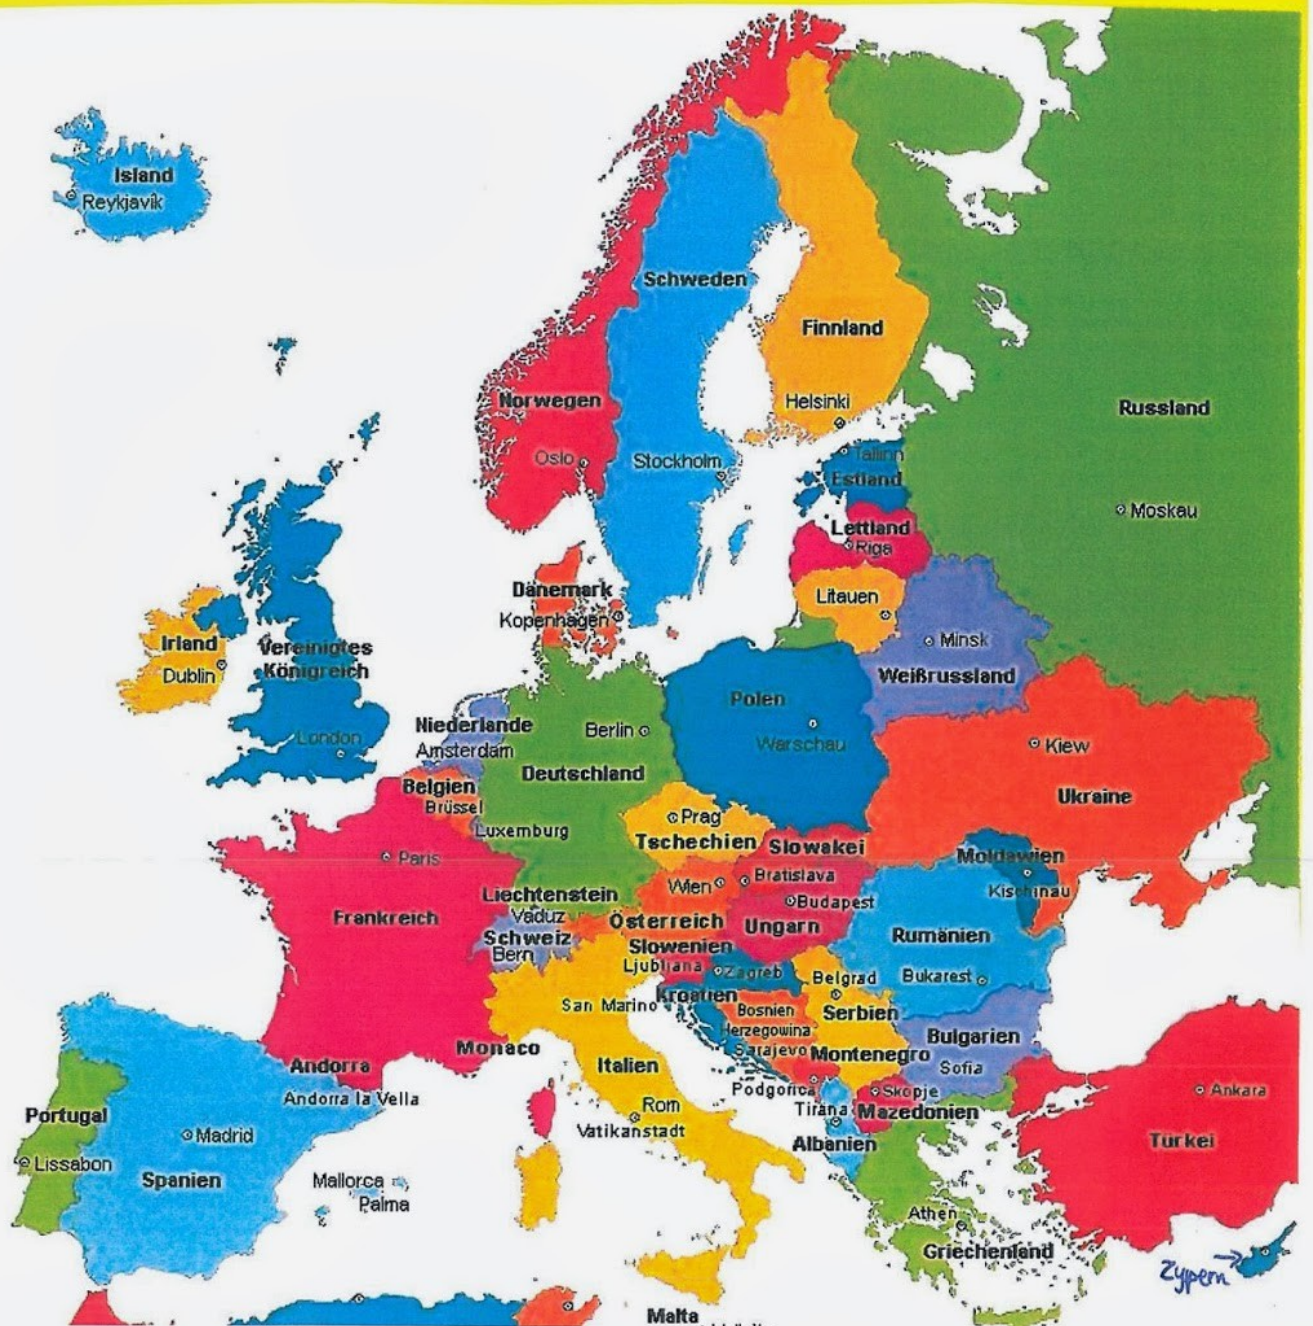 Island
Reykjavik
Schweden
Finnland
Norwegen
Helsinki
Russland
Oslo
Stockholm
Tallinn
Estland
Moskau
Lettland
Riga
Dänemark
Litauen
Kopenhagen
Irland
Minsk
Vereinigtes
Königreich
Dublin
Weißrussland
Polen
Niederlande
Berlin
London
Warschau
Kiew
Amsterdam
Deutschland
Belgien
Ukraine
Brüssel
Prag
Luxemburg
Tschechien
Slowakei
Paris
Moldawien
Bratislava
Wien
Kischinau
Liechtenstein
Budapest
Vaduz
Frankreich
Österreich
Ungarn
Schweiz
Rumänien
Slowenien
Bern
Ljubljana
Zagreb
Belgrad
Bukarest
Kroatien
San Marino
Bosnien
Herzegowina
Serbien
Bulgarien
Monaco
Sarajevo
Montenegro
Andorra
Italien
Sofia
Podgorica
Skopje
Ankara
Andorra la Vella
Rom
Tirana
Mazedonien
Portugal
Vatikanstadt
Madrid
Albanien
Türkei
Lissabon
Spanien
Mallorca
Palma
Athen
Griechenland
Zypern
Malta